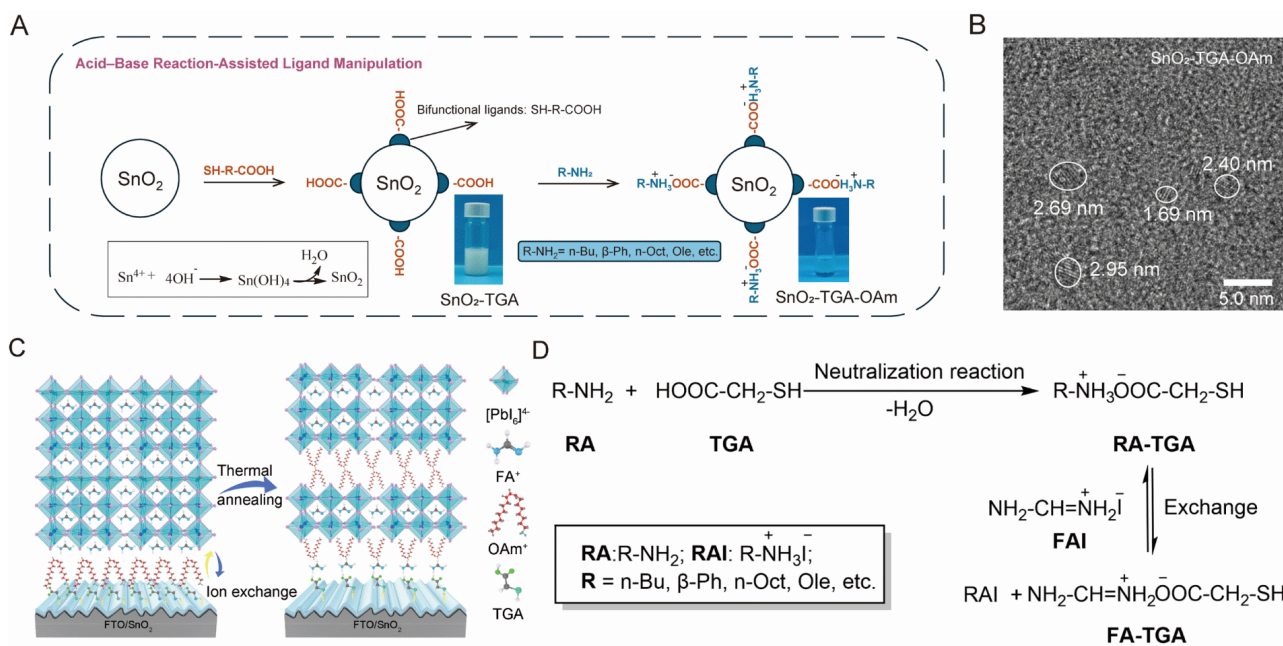 A
Acid–Base Reaction-Assisted Ligand Manipulation
SnO₂
SH-R-COOH
HOOC-
HOOC-
-COOH
-COOH
SnO₂
Bifunctional ligands: SH-R-COOH
SnO₂-TGA
R-NH₂
R-NH₂= n-Bu, β-Ph, n-Oct, Ole, etc.
-COOH₃N-R
- +
R-NH₃OOC-
+ -
SnO₂
-COOH₃N-R
- +
R-NH₃OOC-
+ -
SnO₂-TGA-OAm
Sn⁴⁺+ 4OH⁻ → Sn(OH)₄ → SnO₂
H₂O
B
SnO₂-TGA-OAm
2.69 nm
1.69 nm
2.40 nm
2.95 nm
5.0 nm
C
Thermal
annealing
Ion exchange
FTO/SnO₂
FTO/SnO₂
[PbI₆]⁴⁻
FA⁺
OAm⁺
TGA
D
R-NH₂ + HOOC-CH₂-SH
Neutralization reaction
-H₂O
R-NH₃OOC-CH₂-SH
+ -
RA
TGA
RA-TGA
NH₂-CH=NH₂I
+ -
FAI
Exchange
RAI + NH₂-CH=NH₂OOC-CH₂-SH
+ -
FA-TGA
RA:R-NH₂; RAI: R-NH₃I;
+ -
R = n-Bu, β-Ph, n-Oct, Ole, etc.